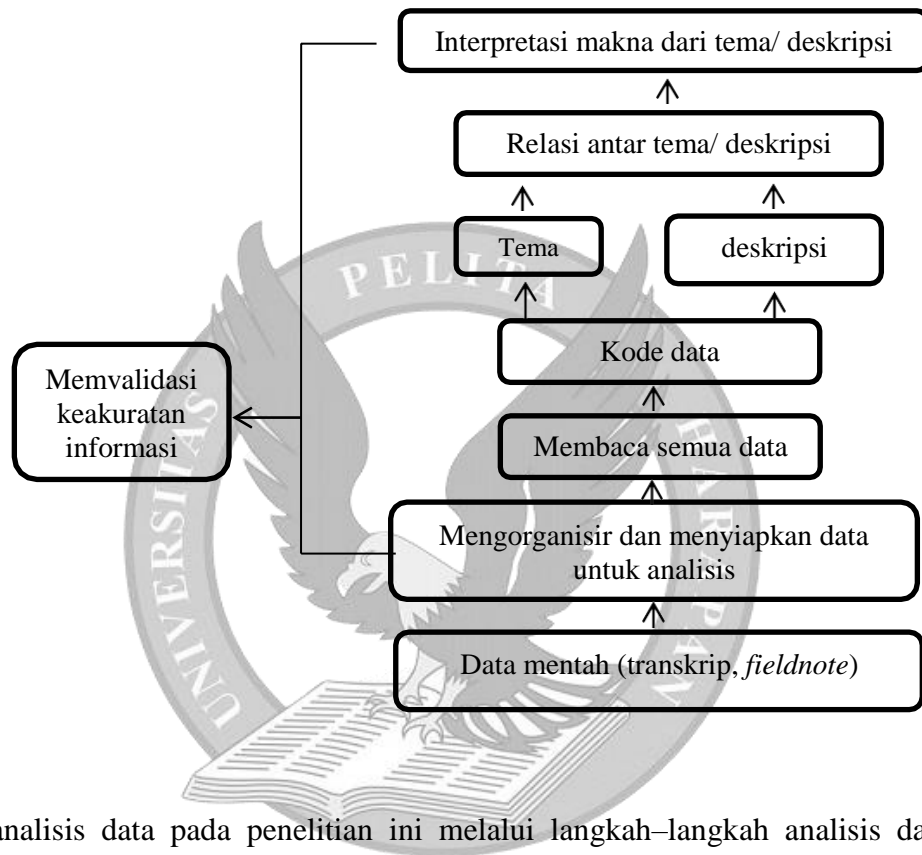 Interpretasi makna dari tema/ deskripsi
Relasi antar tema/ deskripsi
Tema
deskripsi
Kode data
Memvalidasi
keakuratan
informasi
Membaca semua data
Mengorganisir dan menyiapkan data
untuk analisis
Data mentah (transkrip, fieldnote)
UNIVERSITAS PELITA HARAPAN
analisis data pada penelitian ini melalui langkah–langkah analisis da